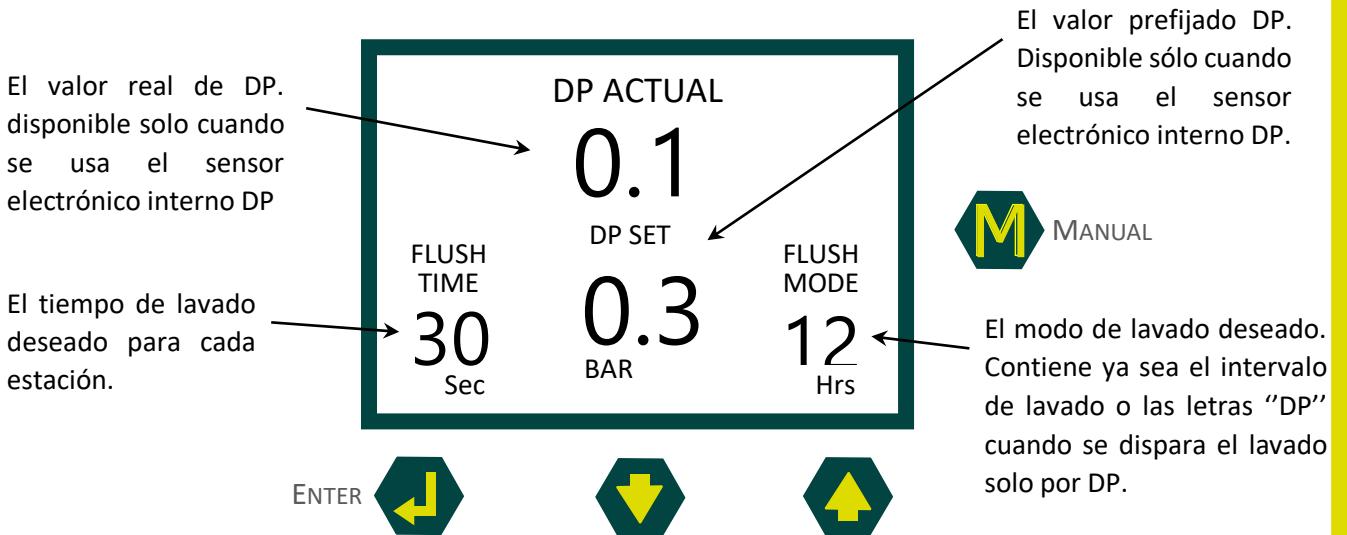 El valor real de DP.
disponible solo cuando
se usa el sensor
electrónico interno DP
El tiempo de lavado
deseado para cada
estación.
DP ACTUAL
0.1
DP SET
0.3
BAR
FLUSH
TIME
30
Sec
FLUSH
MODE
12
Hrs
El valor prefijado DP.
Disponible sólo cuando
se usa el sensor
electrónico interno DP.
M MANUAL
El modo de lavado deseado.
Contiene ya sea el intervalo
de lavado o las letras ‘’DP’’
cuando se dispara el lavado
solo por DP.
ENTER